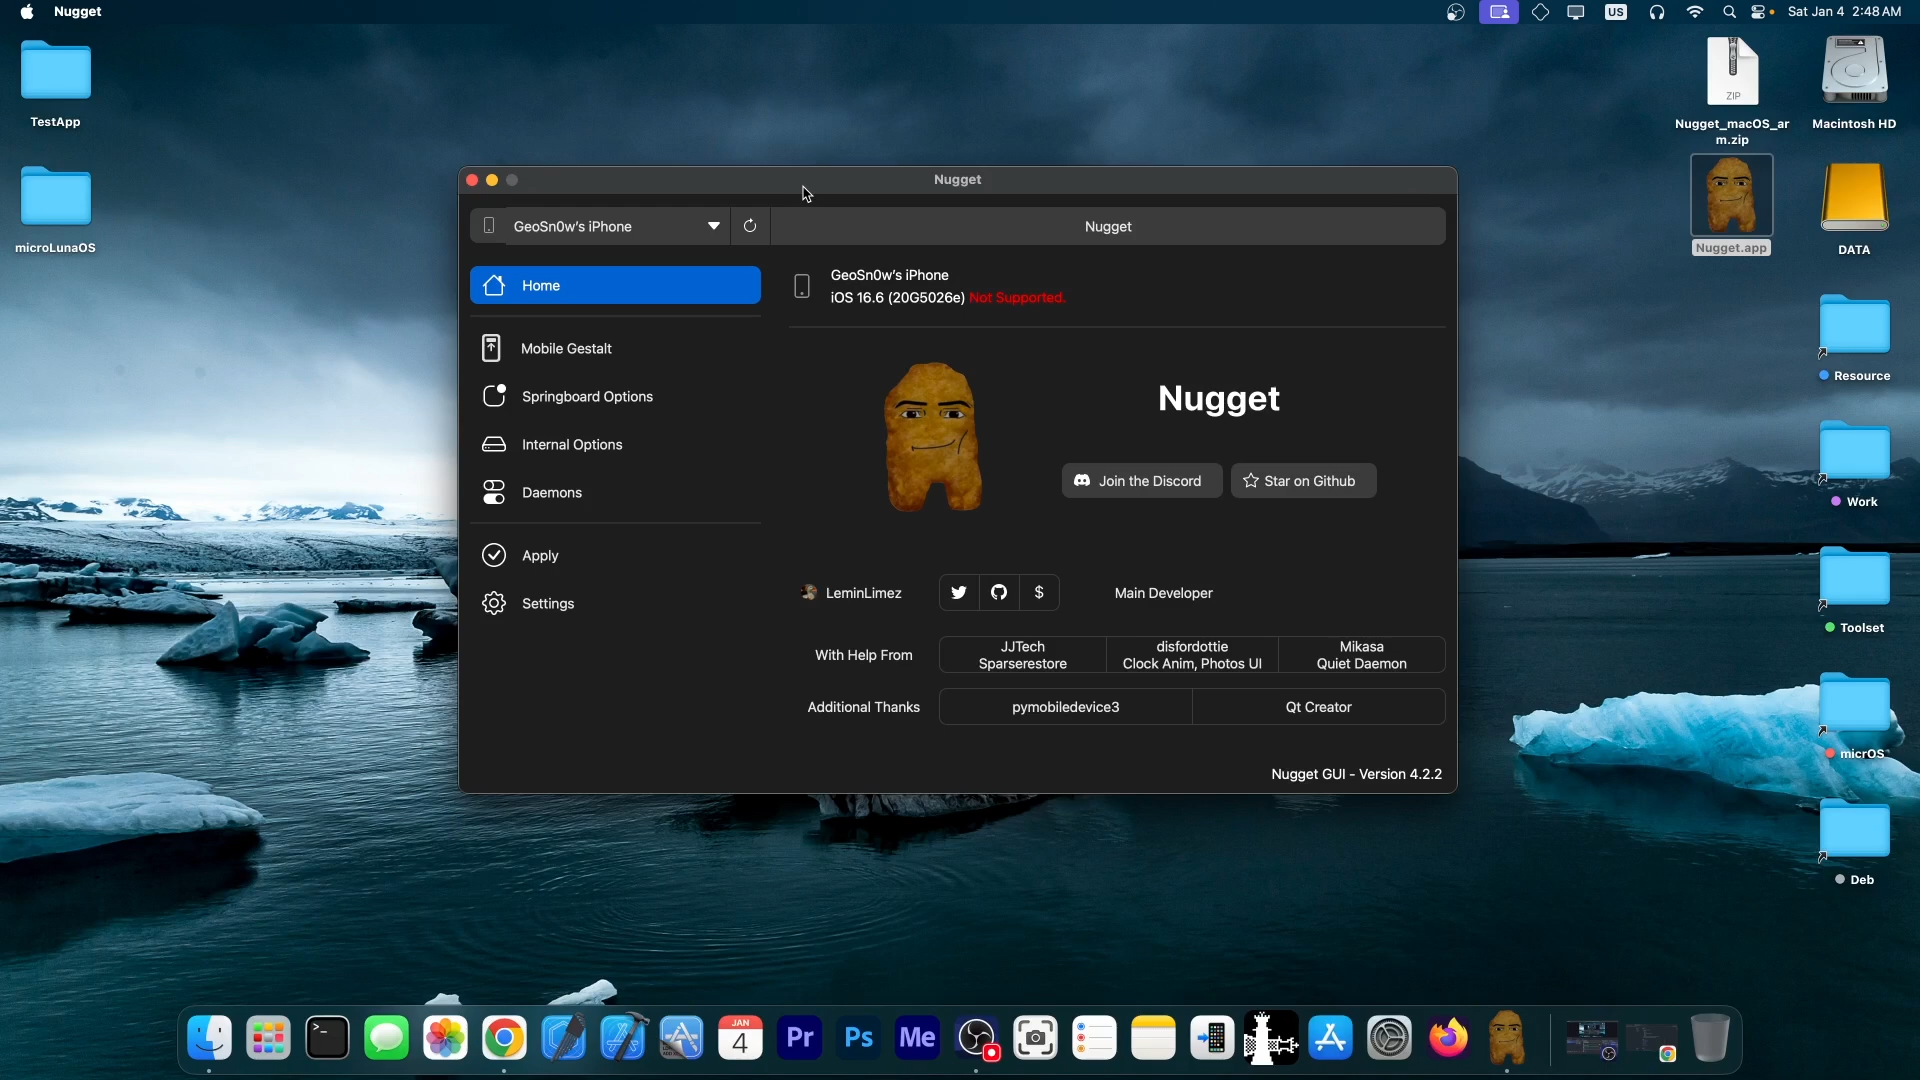 Nugget
US
Sat Jan 4 2:48 AM
TestApp
microLunaOS
ZIP
Nugget_macOS_ar
m.zip
Macintosh HD
Nugget.app
DATA
Resource
Work
Toolset
micrOS
Deb
Nugget
GeoSn0w's iPhone
Nugget
Home
Mobile Gestalt
Springboard Options
Internal Options
Daemons
Apply
Settings
GeoSn0w's iPhone
iOS 16.6 (20G5026e) Not Supported.
Nugget
Join the Discord
Star on Github
LeminLimez
$
Main Developer
With Help From
JJTech
Sparserestore
disfordottie
Clock Anim, Photos UI
Mikasa
Quiet Daemon
Additional Thanks
pymobiledevice3
Qt Creator
Nugget GUI - Version 4.2.2
>_
JAN
4
Pr
Ps
Me